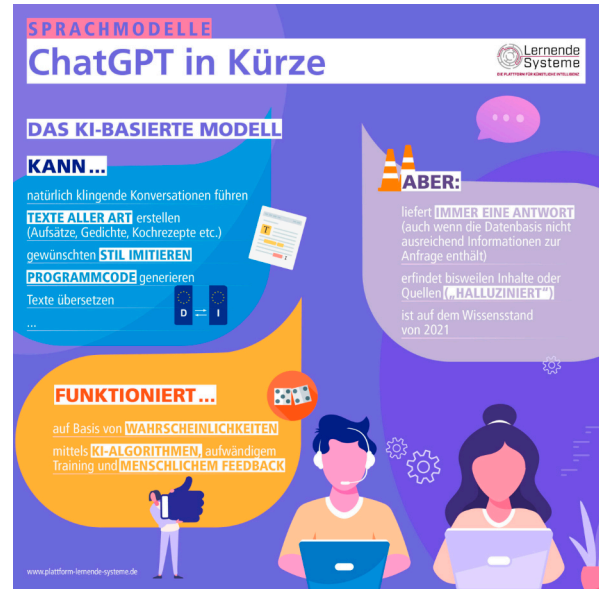 SPRACHMODELLE
ChatGPT in Kürze
Lernende
Systeme
DIE PLATTFORM FÜR KÜNSTLICHE INTELLIGENZ
DAS KI-BASIERTE MODELL
KANN ...
natürlich klingende Konversationen führen
TEXTE ALLER ART erstellen
(Aufsätze, Gedichte, Kochrezepte etc.)
gewünschten STIL IMITIEREN
PROGRAMMCODE generieren
Texte übersetzen
...
T
D
I
ABER:
liefert IMMER EINE ANTWORT
(auch wenn die Datenbasis nicht
ausreichend Informationen zur
Anfrage enthält)
erfindet bisweilen Inhalte oder
Quellen („HALLUZINIERT“)
ist auf dem Wissensstand
von 2021
FUNKTIONIERT ...
auf Basis von WAHRSCHEINLICHKEITEN
mittels KI-ALGORITHMEN, aufwändigem
Training und MENSCHLICHEM FEEDBACK
www.plattform-lernende-systeme.de